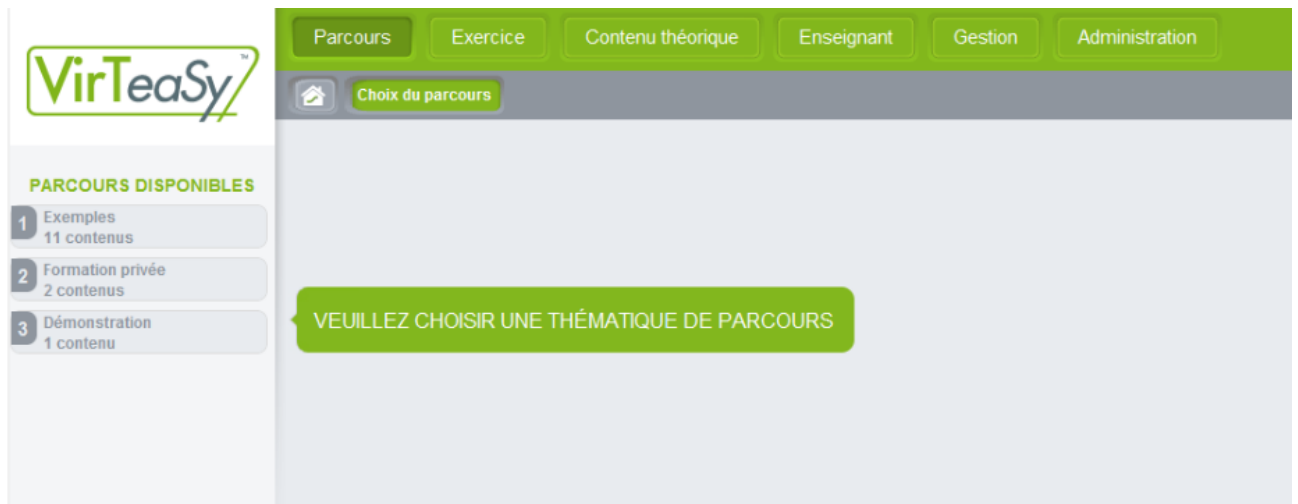 VirTeaSy™
Parcours
Exercice
Contenu théorique
Enseignant
Gestion
Administration
Choix du parcours
PARCOURS DISPONIBLES
1 Exemples
11 contenus
2 Formation privée
2 contenus
3 Démonstration
1 contenu
VEUILLEZ CHOISIR UNE THÉMATIQUE DE PARCOURS